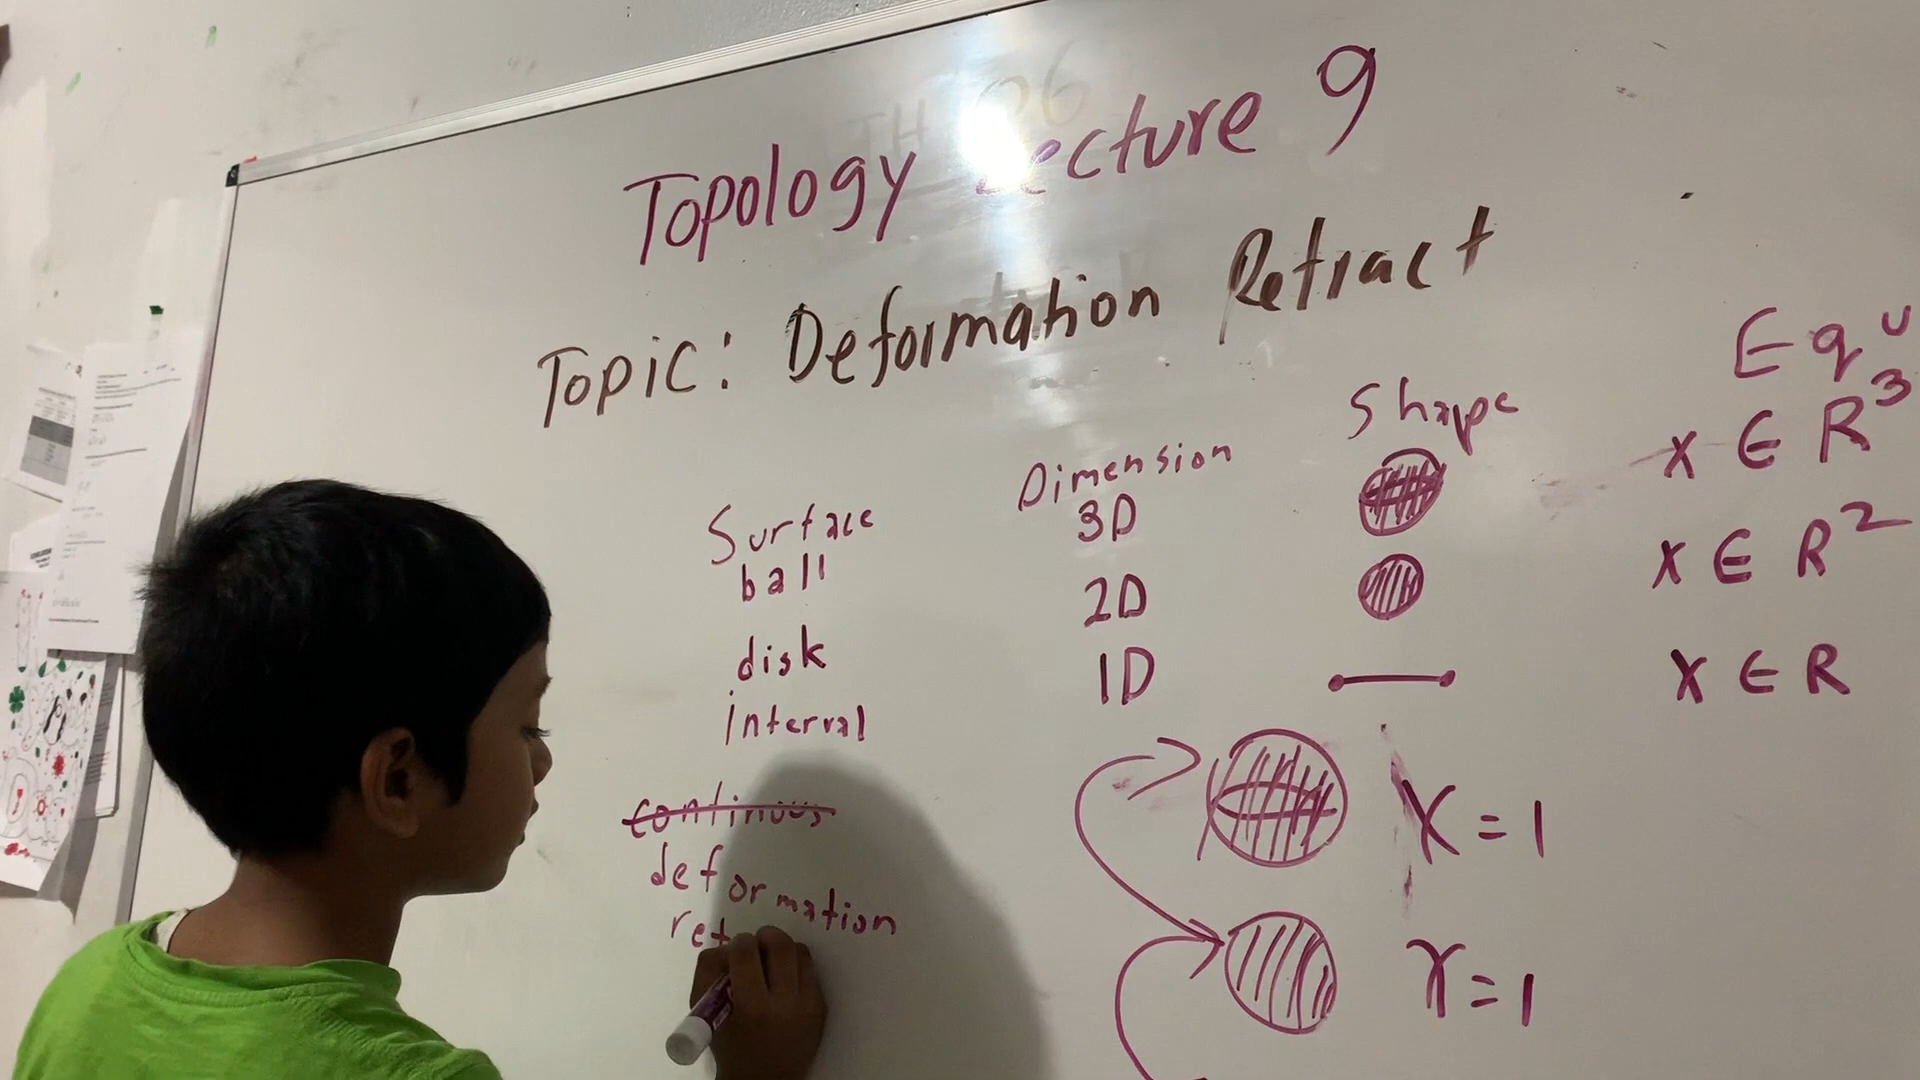 Topology Lecture 9
Topic: Deformation Retract
Surface Dimension Shape Equ
ball 3D x ∈ R³
disk 2D x ∈ R²
interval 1D x ∈ R
continuous
deformation
ret
χ = 1
χ = 1